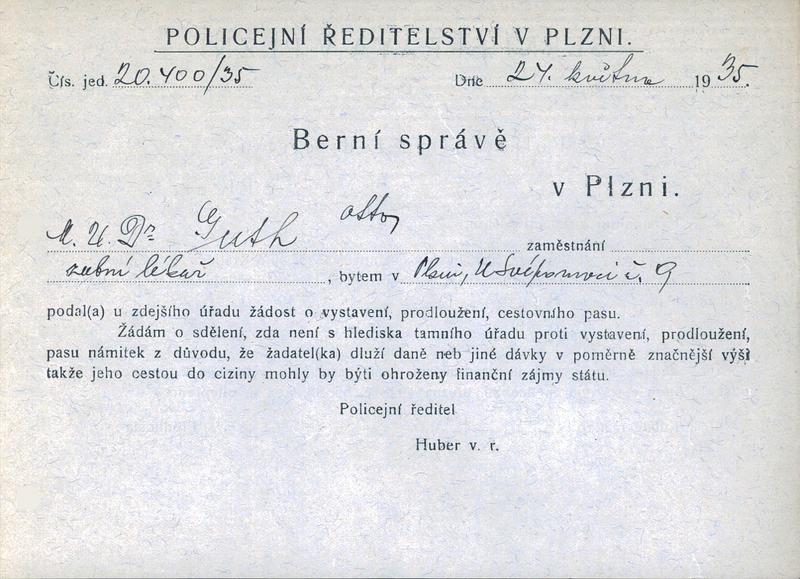 POLICEJNÍ ŘEDITELSTVÍ V PLZNI.
Čís. jed. 20.400/35 Dne 24. května 1935.
Berní správě
v Plzni.
M. U. Dr Guth Otto, zaměstnání
zubní lékař, bytem v Plzni, č. 9
podal(a) u zdejšího úřadu žádost o vystavení, prodloužení, cestovního pasu.
Žádám o sdělení, zda není s hlediska tamního úřadu proti vystavení, prodloužení,
pasu námitek z důvodu, že žadatel(ka) dluží daně neb jiné dávky v poměrně značnější výši
takže jeho cestou do ciziny mohly by býti ohroženy finanční zájmy státu.
Policejní ředitel
Huber v. r.